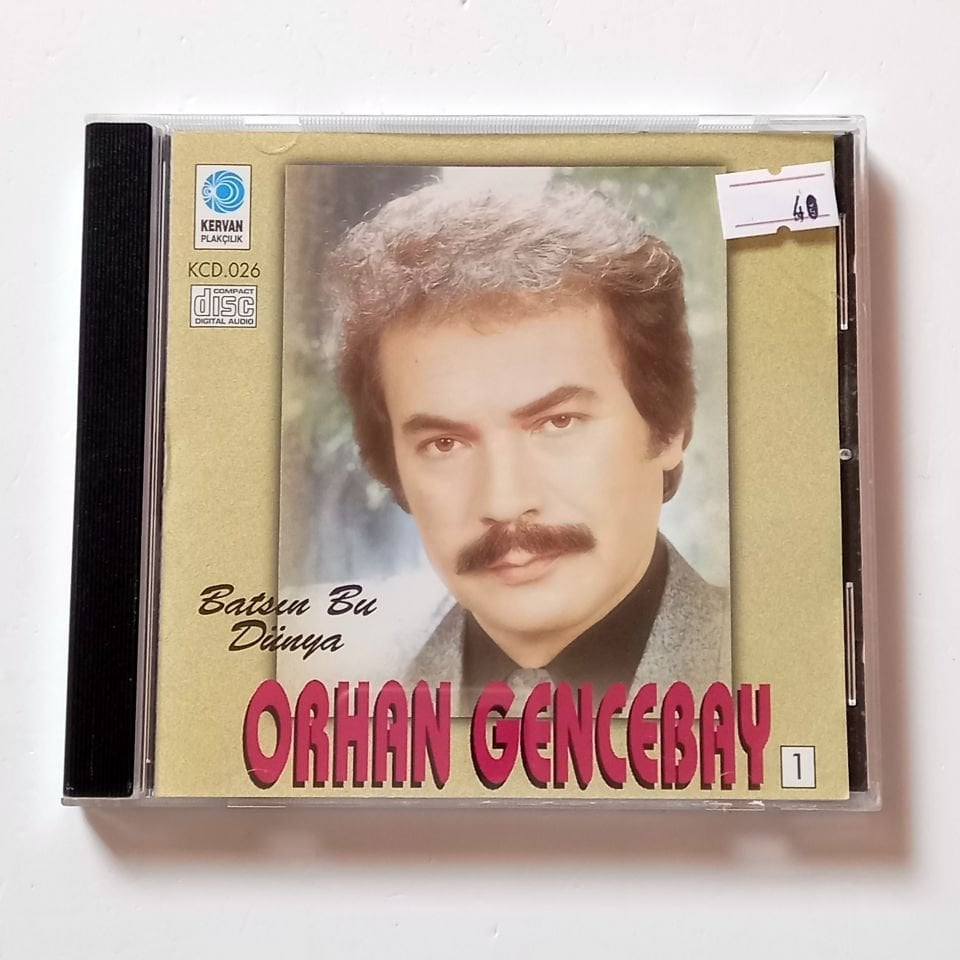 KERVAN
PLAKÇILIK
KCD.026
COMPACT
disc
DIGITAL AUDIO
40
Batsın Bu
Dünya
ORHAN GENCEBAY
1